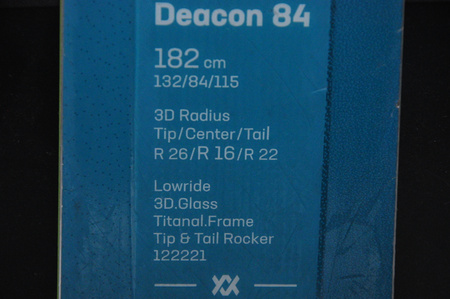 Deacon 84
182 cm
132/84/115
3D Radius
Tip/Center/Tail
R 26/R 16/R 22
Lowride
3D.Glass
Titanal.Frame
Tip & Tail Rocker
122221